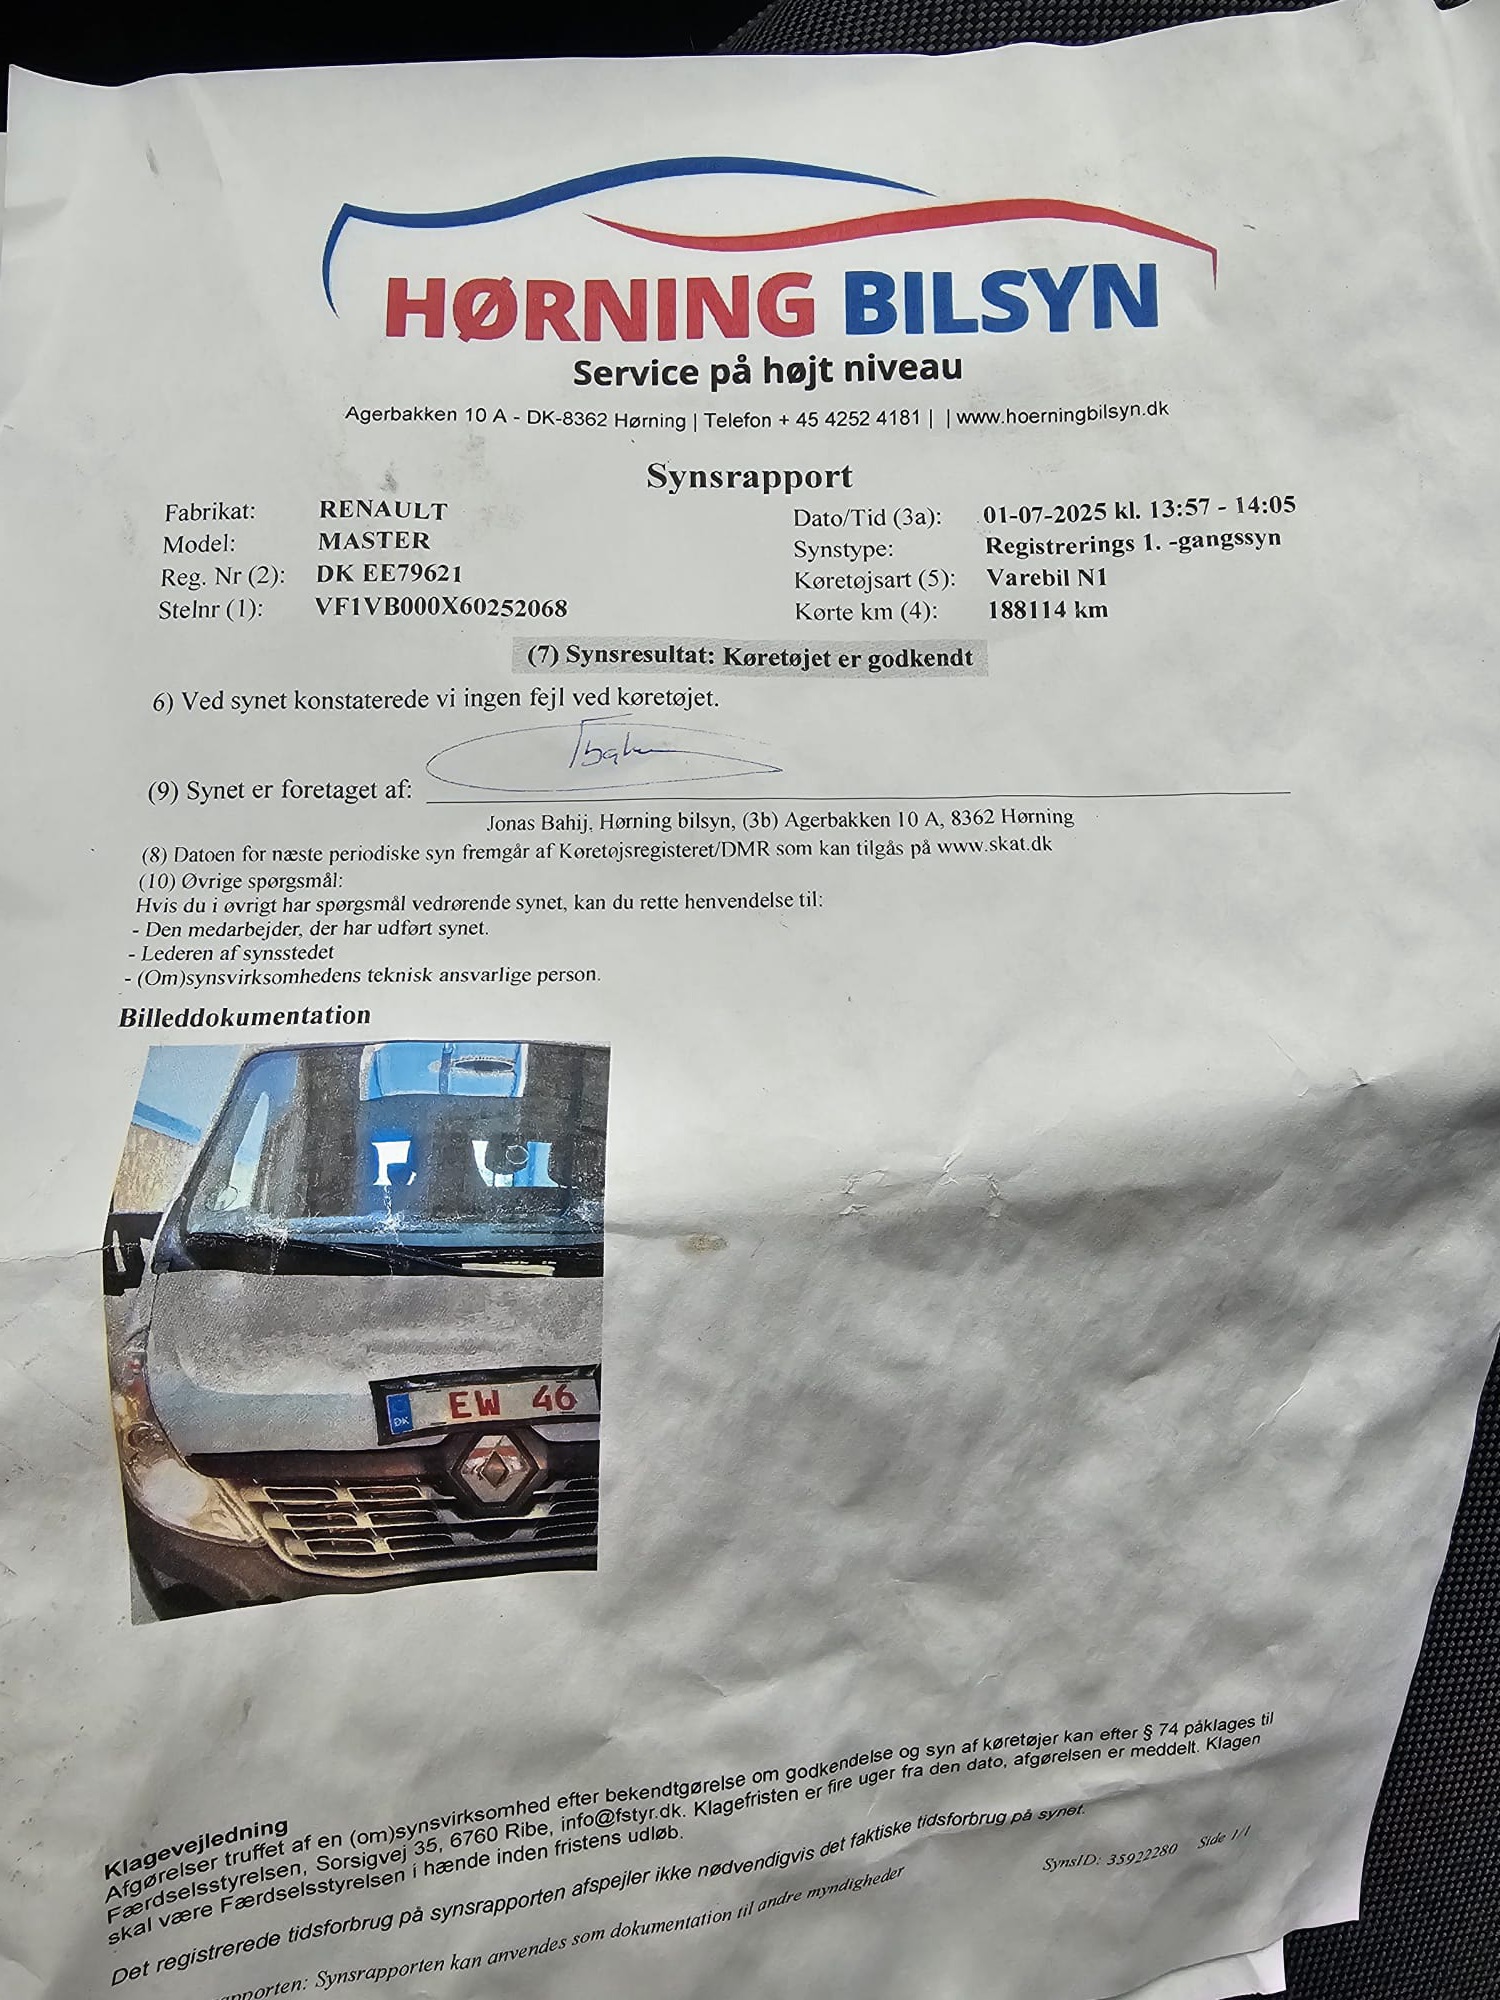 HØRNING BILSYN
Service på højt niveau
Agerbakken 10 A - DK-8362 Hørning | Telefon + 45 4252 4181 | | www.hoerningbilsyn.dk
Synsrapport
Fabrikat: RENAULT
Model: MASTER
Reg. Nr (2): DK EE79621
Stelnr (1): VF1VB000X60252068
Dato/Tid (3a): 01-07-2025 kl. 13:57 - 14:05
Synstype: Registrerings 1. -gangssyn
Køretøjsart (5): Varebil N1
Kørte km (4): 188114 km
(7) Synsresultat: Køretøjet er godkendt
6) Ved synet konstaterede vi ingen fejl ved køretøjet.
(9) Synet er foretaget af:
Jonas Bahij, Hørning bilsyn, (3b) Agerbakken 10 A, 8362 Hørning
(8) Datoen for næste periodiske syn fremgår af Køretøjsregisteret/DMR som kan tilgås på www.skat.dk
(10) Øvrige spørgsmål:
Hvis du i øvrigt har spørgsmål vedrørende synet, kan du rette henvendelse til:
- Den medarbejder, der har udført synet.
- Lederen af synsstedet
- (Om)synsvirksomhedens teknisk ansvarlige person.
Billeddokumentation
DK EW 46
Klagevejledning
Afgørelser truffet af en (om)synsvirksomhed efter bekendtgørelse om godkendelse og syn af køretøjer kan efter § 74 påklages til
Færdselsstyrelsen, Sorsigvej 35, 6760 Ribe, info@fstyr.dk. Klagefristen er fire uger fra den dato, afgørelsen er meddelt. Klagen
skal være Færdselsstyrelsen i hænde inden fristens udløb.
Det registrerede tidsforbrug på synsrapporten afspejler ikke nødvendigvis det faktiske tidsforbrug på synet.
SynsID: 35922280 Side 1/1
Synsrapporten kan anvendes som dokumentation til andre myndigheder